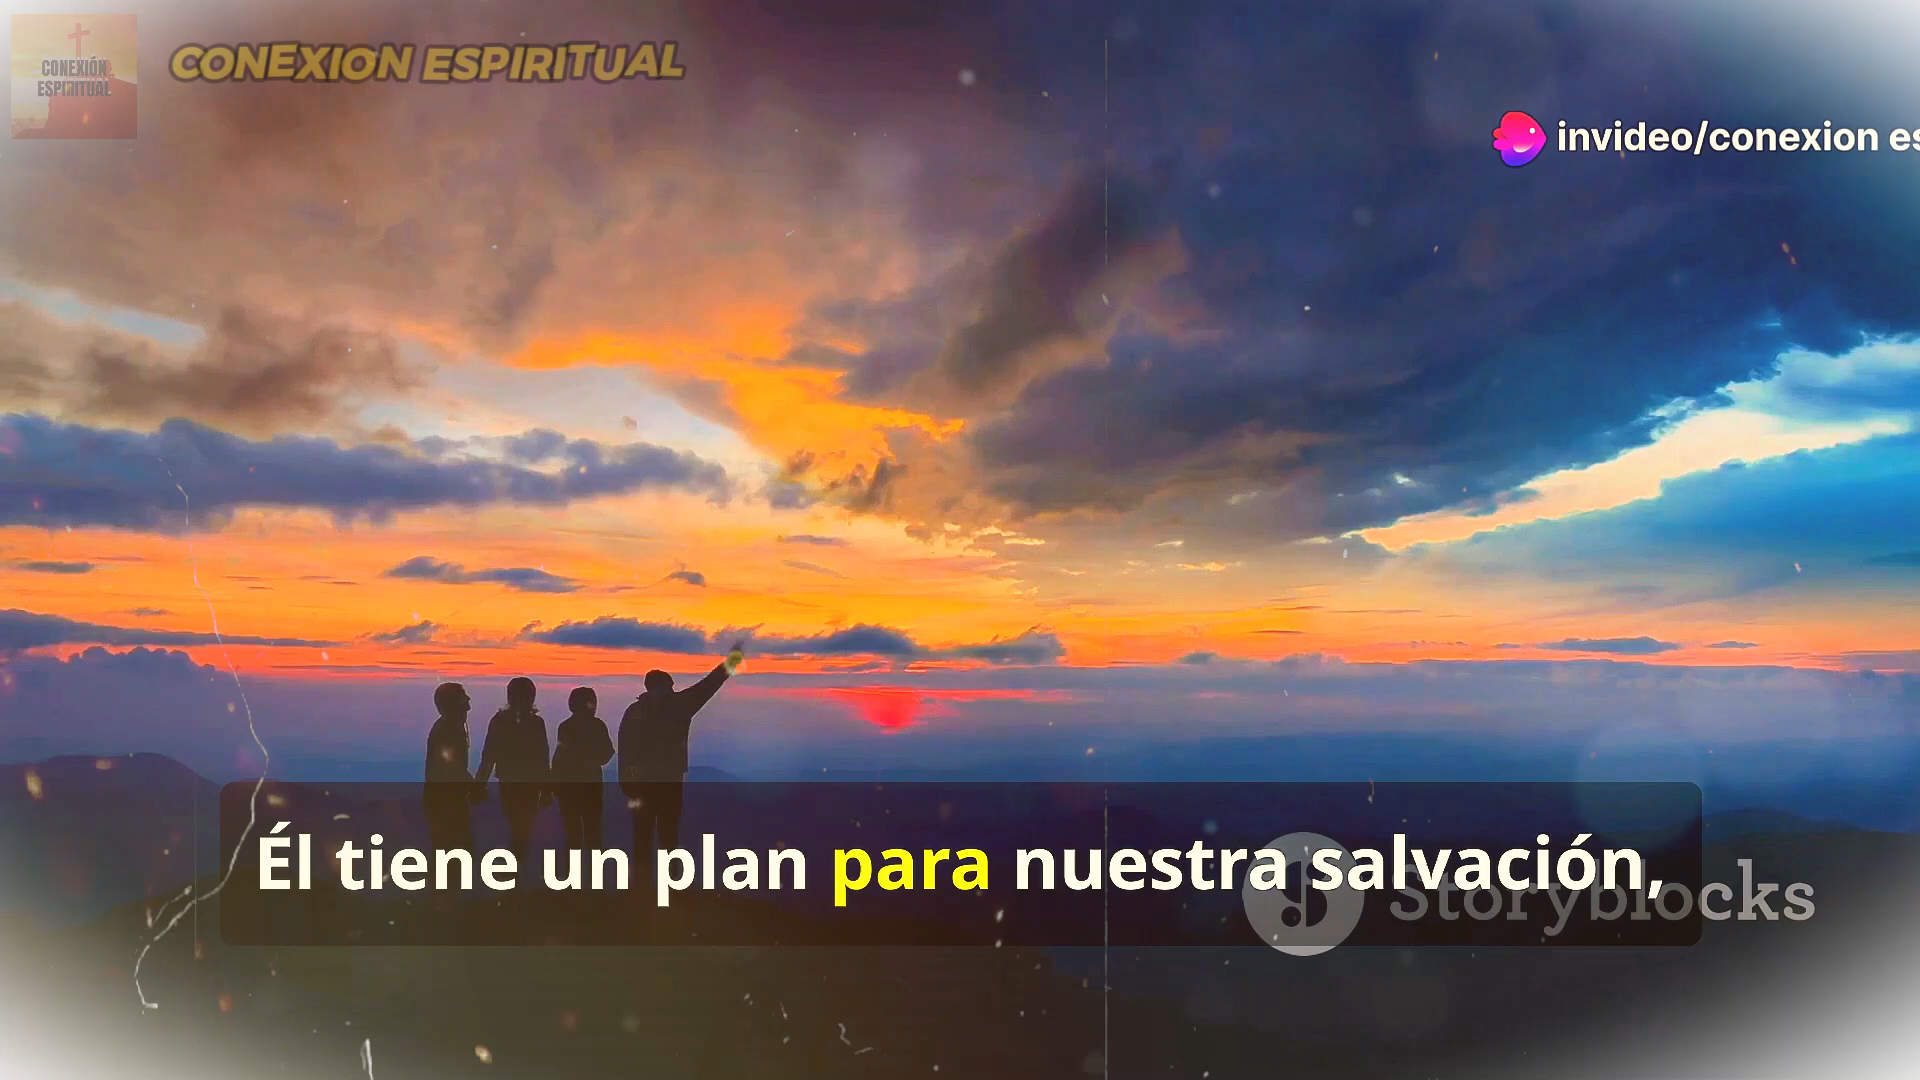 CONEXIÓN
ESPIRITUAL
CONEXION ESPIRITUAL
invideo/conexion es
Él tiene un plan para nuestra salvación,
Storyblocks